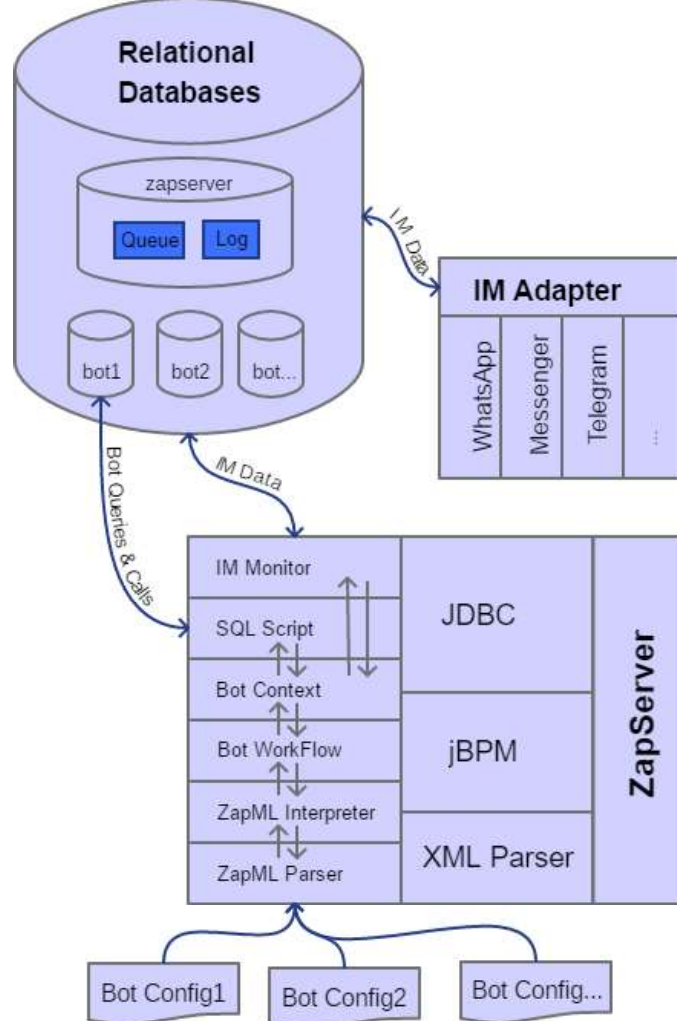 Relational
Databases
zapserver
Queue
Log
bot1
bot2
bot...
IM Data
IM Adapter
WhatsApp
Messenger
Telegram
...
Bot Queries & Calls
IM Data
IM Monitor
SQL Script
Bot Context
Bot WorkFlow
ZapML Interpreter
ZapML Parser
JDBC
jBPM
XML Parser
ZapServer
Bot Config1
Bot Config2
Bot Config...